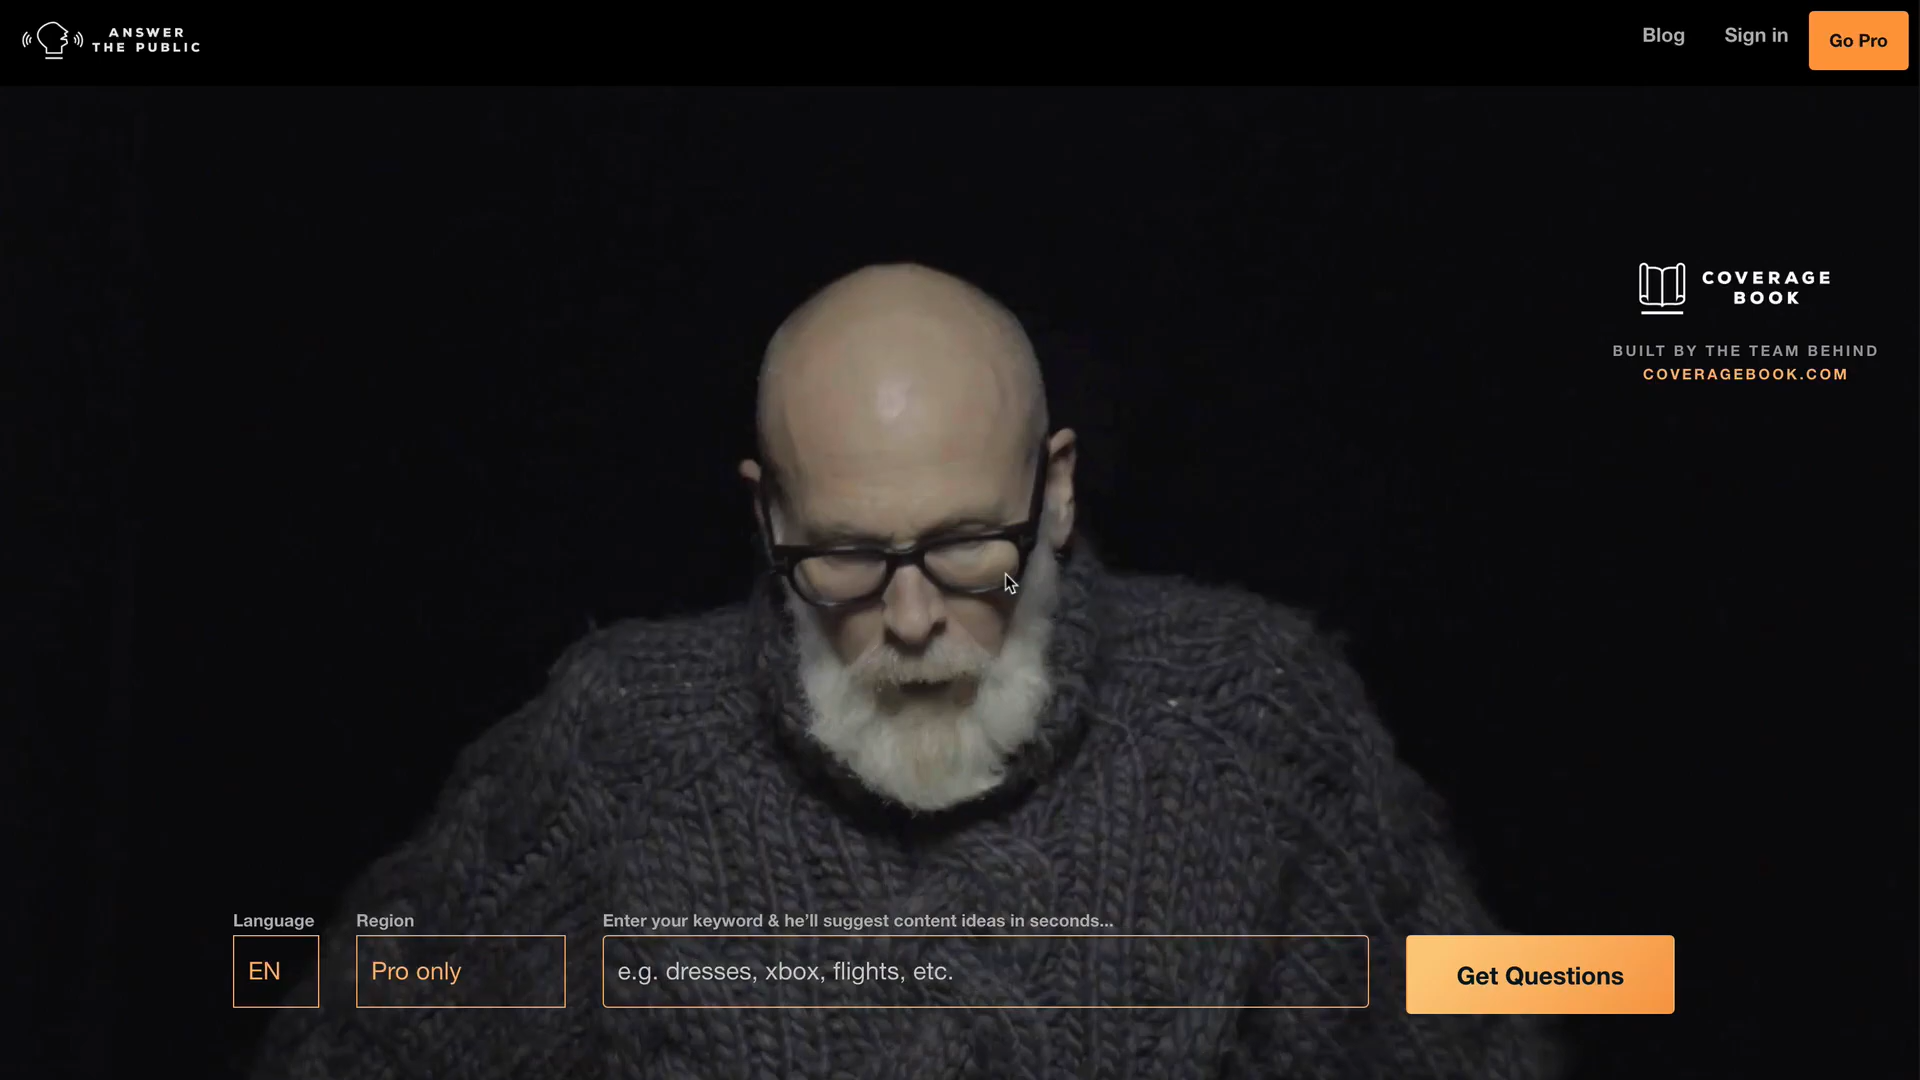 ANSWER
THE PUBLIC
Blog
Sign in
Go Pro
COVERAGE
BOOK
BUILT BY THE TEAM BEHIND
COVERAGEBOOK.COM
Language
Region
Enter your keyword & he’ll suggest content ideas in seconds...
EN
Pro only
e.g. dresses, xbox, flights, etc.
Get Questions